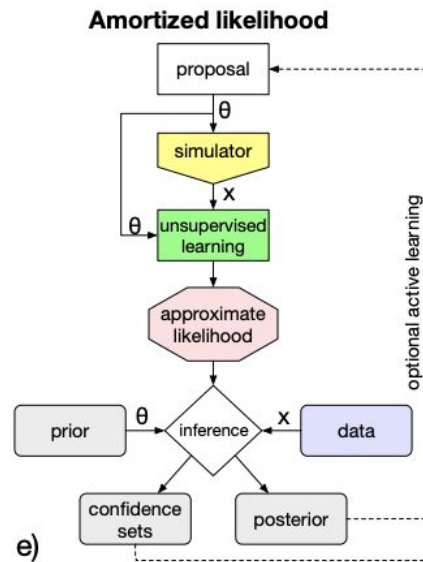 Amortized likelihood
proposal
θ
simulator
x
θ
unsupervised
learning
approximate
likelihood
optional active learning
prior
θ
inference
x
data
confidence
sets
posterior
e)